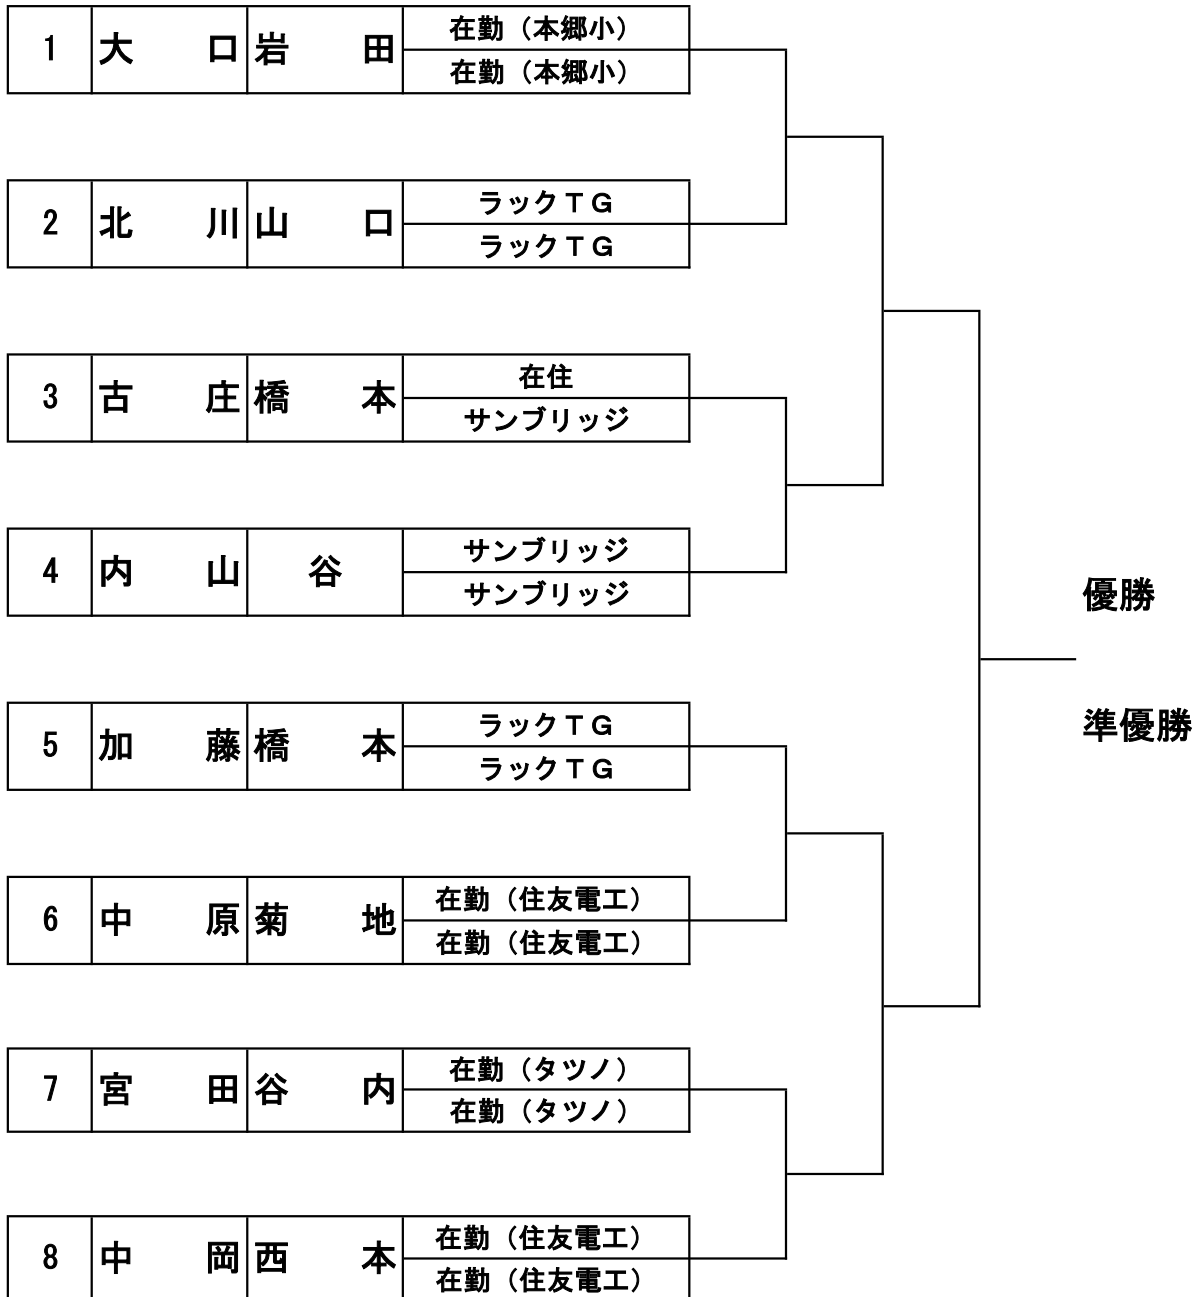 1 大 口 岩 田 在勤（本郷小）
在勤（本郷小）
2 北 川 山 口 ラックＴＧ
ラックＴＧ
3 古 庄 橋 本 在住
サンブリッジ
4 内 山 谷 サンブリッジ
サンブリッジ
優勝
準優勝
5 加 藤 橋 本 ラックＴＧ
ラックＴＧ
6 中 原 菊 地 在勤（住友電工）
在勤（住友電工）
7 宮 田 谷 内 在勤（タツノ）
在勤（タツノ）
8 中 岡 西 本 在勤（住友電工）
在勤（住友電工）